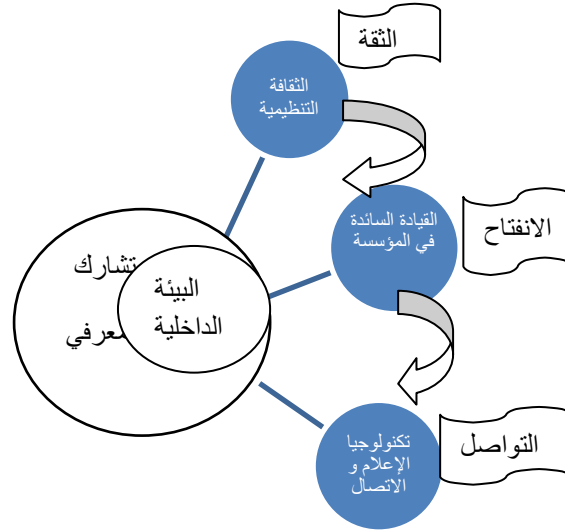 الثقة
الثقافة
التنظيمية
القيادة السائدة
في المؤسسة
الانفتاح
تشارك
البيئة
الداخلية
معرفي
تكنولوجيا
الإعلام و
الاتصال
التواصل